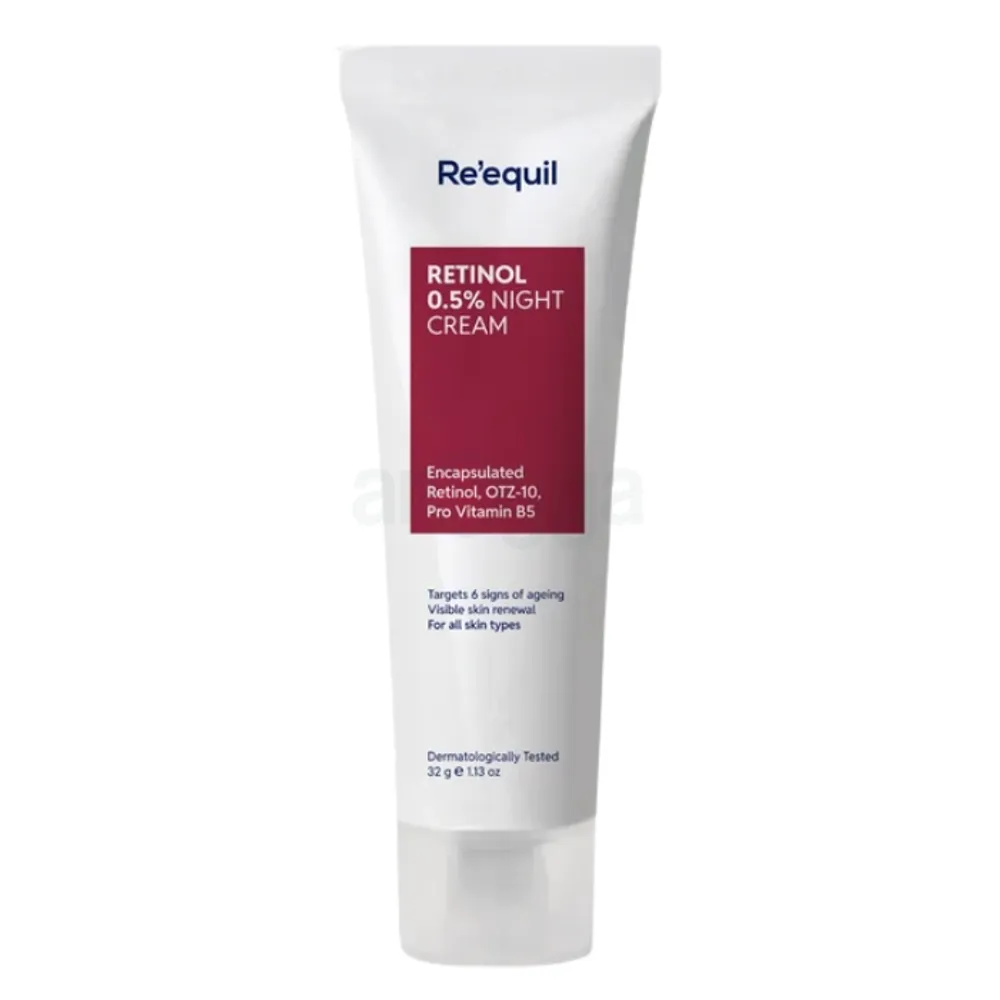 Re'equil
RETINOL
0.5% NIGHT
CREAM
Encapsulated
Retinol, OTZ-10,
Pro Vitamin B5
Targets 6 signs of ageing
Visible skin renewal
For all skin types
Dermatologically Tested
32 g ℮ 1.13 oz